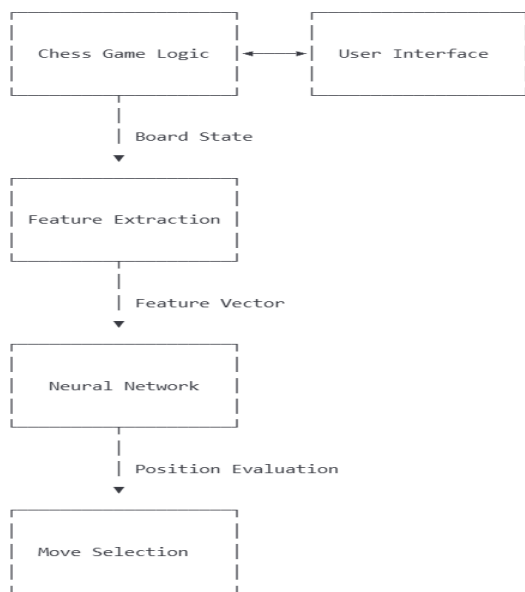 Chess Game Logic
User Interface
Board State
Feature Extraction
Feature Vector
Neural Network
Position Evaluation
Move Selection